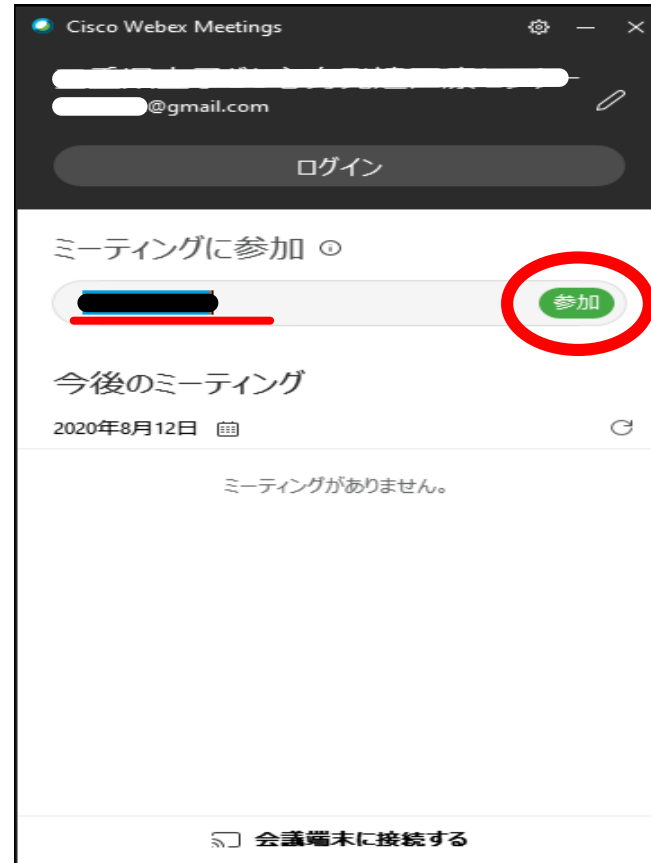 Cisco Webex Meetings
@gmail.com
ログイン
ミーティングに参加
参加
今後のミーティング
2020年8月12日
ミーティングがありません。
会議端末に接続する